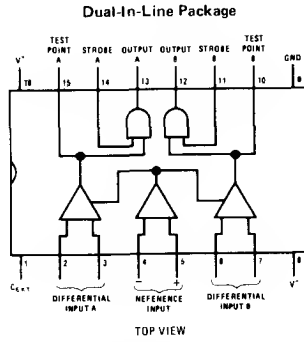 Dual-In-Line Package
TEST POINT A
STROBE A
OUTPUT A
OUTPUT B
STROBE B
TEST POINT B
V+
GND
16 15 14 13 12 11 10 9
1 2 3 4 5 6 7 8
CEXT
DIFFERENTIAL INPUT A
− +
REFERENCE INPUT
DIFFERENTIAL INPUT B
V-
TOP VIEW